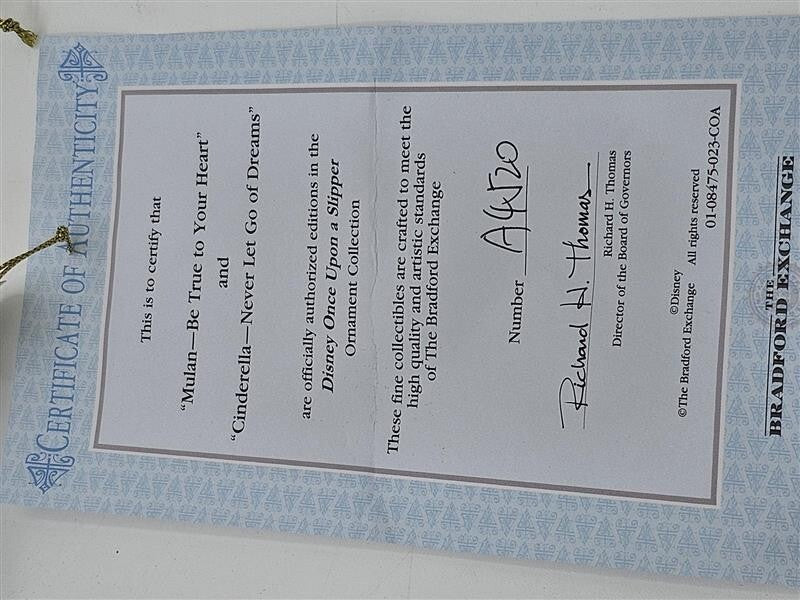 CERTIFICATE OF AUTHENTICITY
This is to certify that
"Mulan—Be True to Your Heart"
and
"Cinderella—Never Let Go of Dreams"
are officially authorized editions in the
Disney Once Upon a Slipper
Ornament Collection
These fine collectibles are crafted to meet the
high quality and artistic standards
of The Bradford Exchange
Number A4520
Richard H. Thomas
Richard H. Thomas
Director of the Board of Governors
©Disney
©The Bradford Exchange All rights reserved
01-08475-023-COA
THE
BRADFORD EXCHANGE